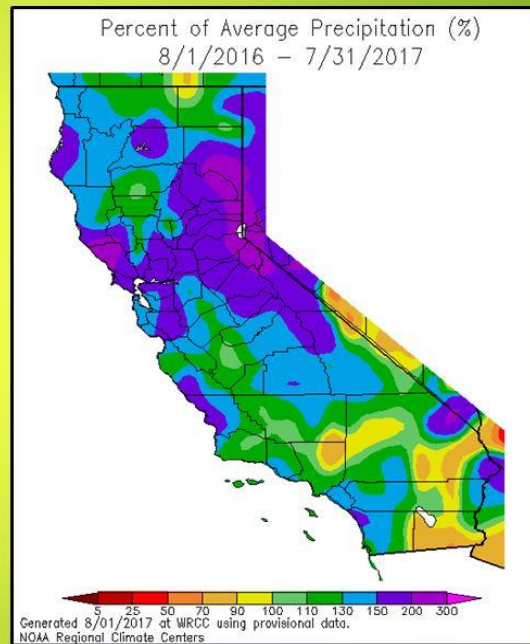 Percent of Average Precipitation (%)
8/1/2016 – 7/31/2017
5 25 50 70 90 100 110 130 150 200 300
Generated 8/01/2017 at WRCC using provisional data.
NOAA Regional Climate Centers